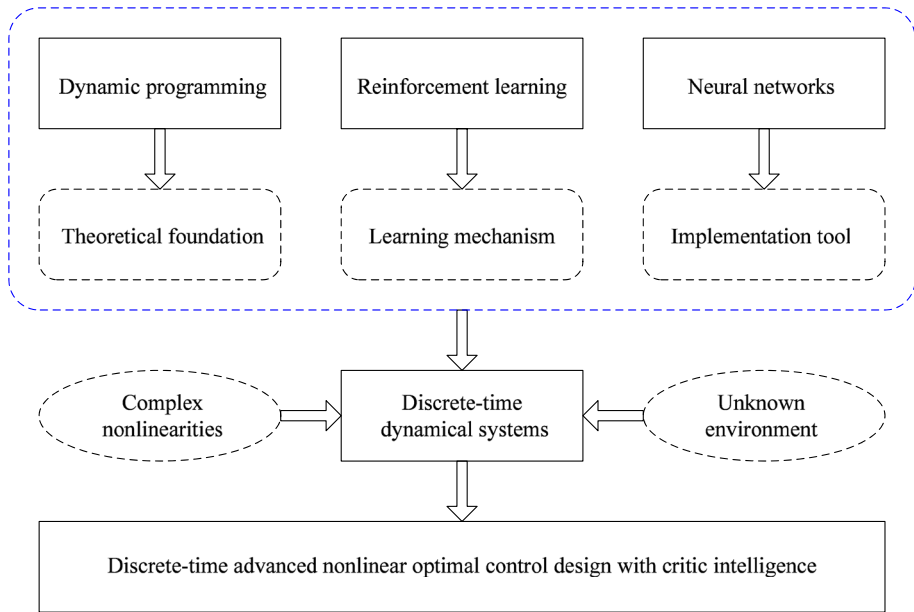 Dynamic programming
Reinforcement learning
Neural networks
Theoretical foundation
Learning mechanism
Implementation tool
Complex
nonlinearities
Discrete-time
dynamical systems
Unknown
environment
Discrete-time advanced nonlinear optimal control design with critic intelligence